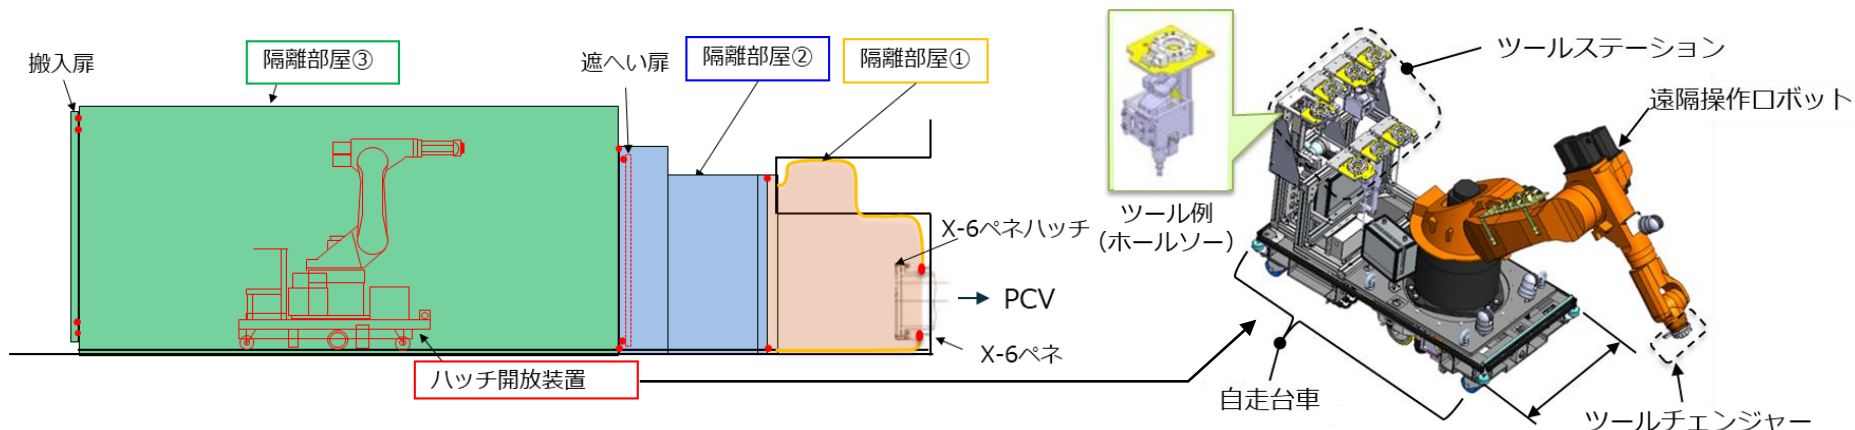 搬入扉
隔離部屋③
遮へい扉
隔離部屋②
隔離部屋①
X-6ペネハッチ
PCV
X-6ペネ
ハッチ開放装置
ツール例
（ホールソー）
ツールステーション
遠隔操作ロボット
自走台車
ツールチェンジャー